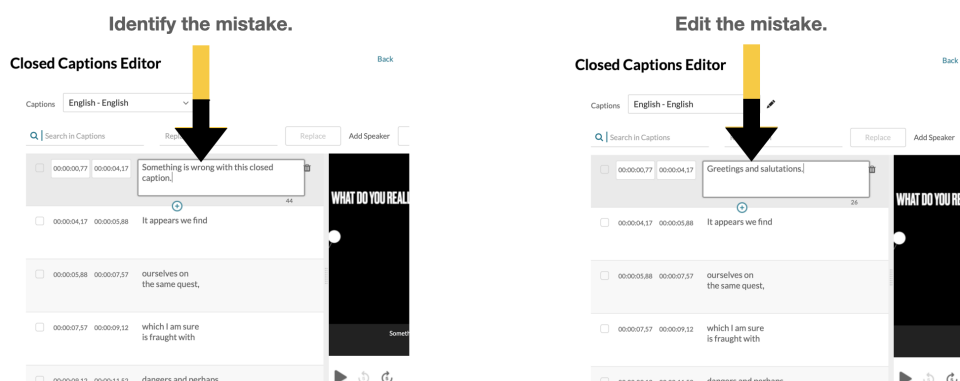 Identify the mistake.
Closed Captions Editor
Back
Captions English - English
Search in Captions
Replace
Add Speaker
00:00:00,77 00:00:04,17 Something is wrong with this closed
caption.
44
00:00:04,17 00:00:05,88 It appears we find
00:00:05,88 00:00:07,57 ourselves on
the same quest,
00:00:07,57 00:00:09,12 which I am sure
is fraught with
dangers and perhaps
WHAT DO YOU REALL
Someth
Edit the mistake.
Closed Captions Editor
Back
Captions English - English
Search in Captions
Replace
Add Speaker
00:00:00,77 00:00:04,17 Greetings and salutations,
26
00:00:04,17 00:00:05,88 It appears we find
00:00:05,88 00:00:07,57 ourselves on
the same quest,
00:00:07,57 00:00:09,12 which I am sure
is fraught with
dangers and perhaps
WHAT DO YOU RE